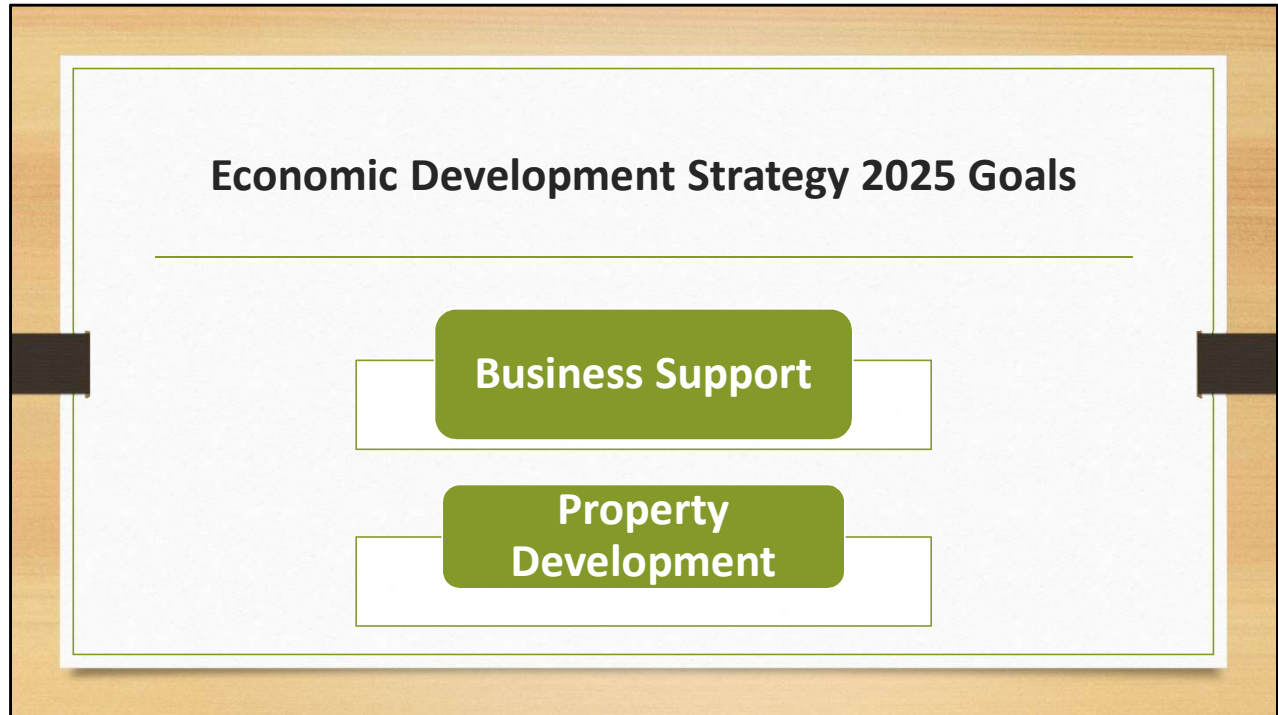 Economic Development Strategy 2025 Goals
Business Support
Property
Development